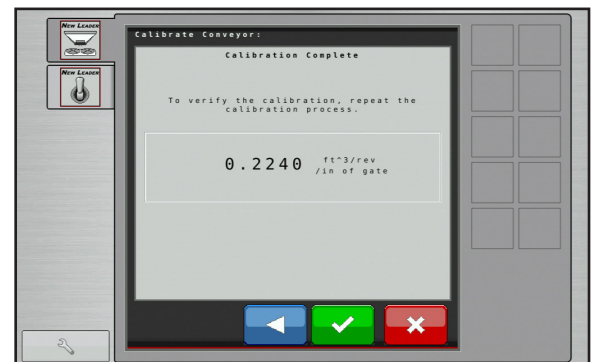 NEW LEADER
NEW LEADER
Calibrate Conveyor:
Calibration Complete
To verify the calibration, repeat the
calibration process.
0.2240 ft^3/rev
/in of gate